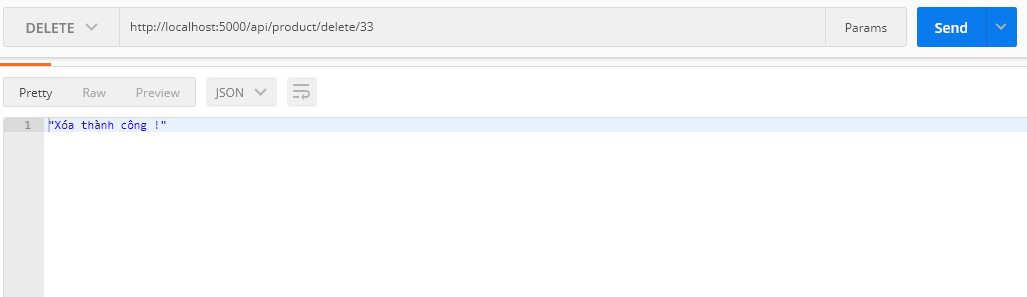 DELETE http://localhost:5000/api/product/delete/33 Params Send
Pretty Raw Preview JSON
1 "Xóa thành công !"